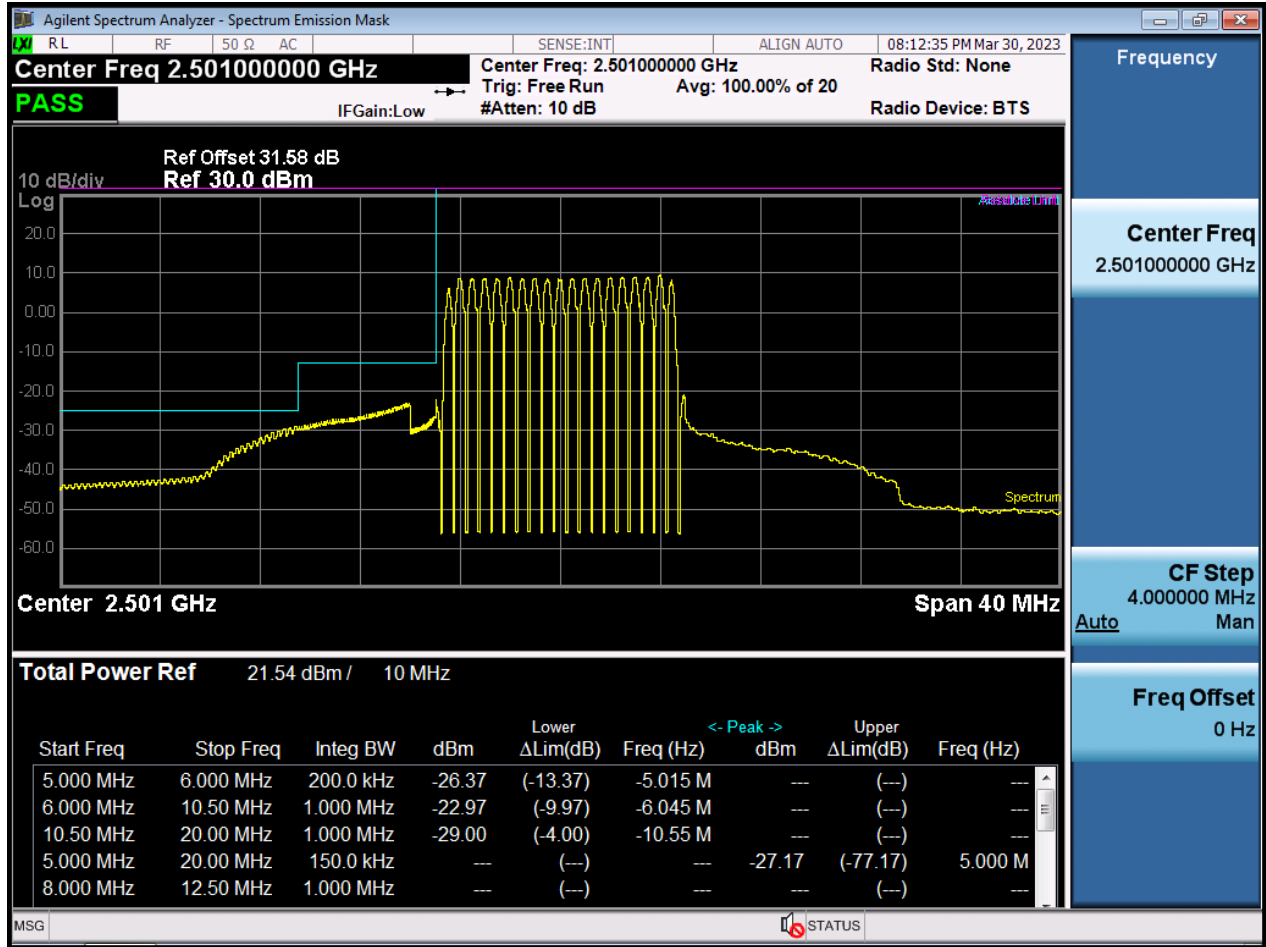 Agilent Spectrum Analyzer - Spectrum Emission Mask
LXI RL RF 50 Ω AC SENSE:INT ALIGN AUTO 08:12:35 PM Mar 30, 2023
Center Freq 2.501000000 GHz
Center Freq: 2.501000000 GHz
Radio Std: None
Trig: Free Run Avg: 100.00% of 20
PASS
IFGain:Low
#Atten: 10 dB
Radio Device: BTS
Ref Offset 31.58 dB
10 dB/div Ref 30.0 dBm
Log
20.0
10.0
0.00
-10.0
-20.0
-30.0
-40.0
-50.0
-60.0
Spectrum
Center 2.501 GHz Span 40 MHz
Total Power Ref 21.54 dBm / 10 MHz
Lower <- Peak -> Upper
Start Freq Stop Freq Integ BW dBm ΔLim(dB) Freq (Hz) dBm ΔLim(dB) Freq (Hz)
5.000 MHz 6.000 MHz 200.0 kHz -26.37 (-13.37) -5.015 M --- (---) ---
6.000 MHz 10.50 MHz 1.000 MHz -22.97 (-9.97) -6.045 M --- (---) ---
10.50 MHz 20.00 MHz 1.000 MHz -29.00 (-4.00) -10.55 M --- (---) ---
5.000 MHz 20.00 MHz 150.0 kHz --- (---) --- -27.17 (-77.17) 5.000 M
8.000 MHz 12.50 MHz 1.000 MHz --- (---) --- --- (---) ---
MSG STATUS
Frequency
Center Freq
2.501000000 GHz
CF Step
4.000000 MHz
Auto Man
Freq Offset
0 Hz